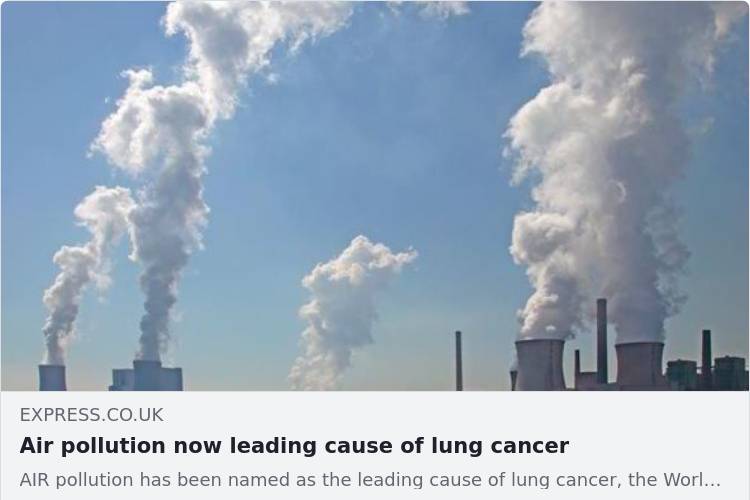 EXPRESS.CO.UK
Air pollution now leading cause of lung cancer
AIR pollution has been named as the leading cause of lung cancer, the Worl...